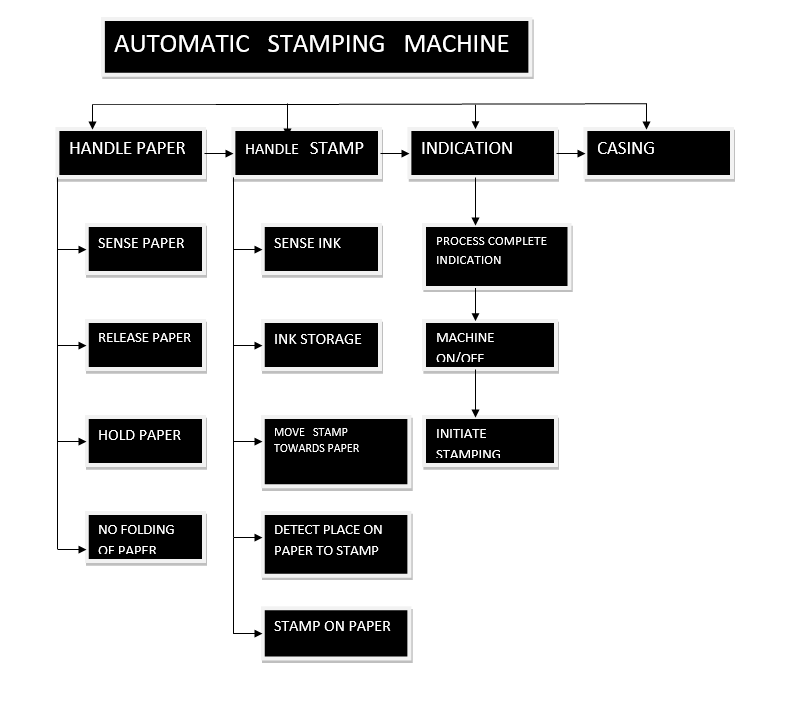 AUTOMATIC STAMPING MACHINE
HANDLE PAPER
HANDLE STAMP
INDICATION
CASING
SENSE PAPER
RELEASE PAPER
HOLD PAPER
NO FOLDING
OF PAPER
SENSE INK
INK STORAGE
MOVE STAMP
TOWARDS PAPER
DETECT PLACE ON
PAPER TO STAMP
STAMP ON PAPER
PROCESS COMPLETE
INDICATION
MACHINE
ON/OFF
INITIATE
STAMPING